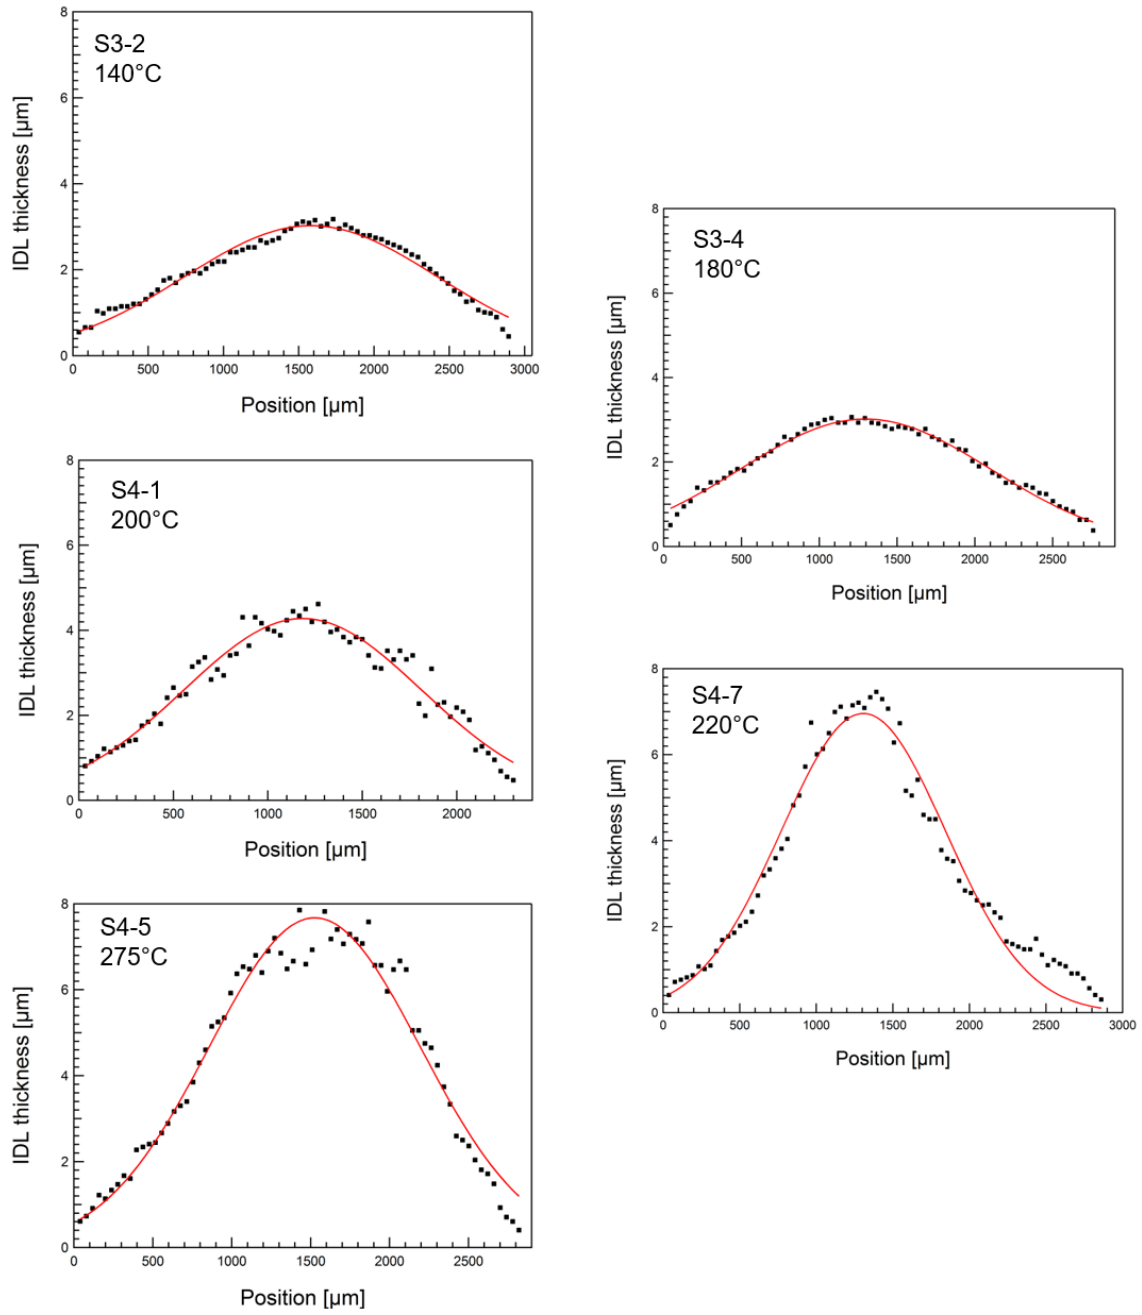 8
6
4
2
0
S3-2
140°C
IDL thickness [µm]
0 500 1000 1500 2000 2500 3000
Position [µm]
8
6
4
2
0
S3-4
180°C
IDL thickness [µm]
0 500 1000 1500 2000 2500
Position [µm]
8
6
4
2
0
S4-1
200°C
IDL thickness [µm]
0 500 1000 1500 2000
Position [µm]
8
6
4
2
0
S4-7
220°C
IDL thickness [µm]
0 500 1000 1500 2000 2500 3000
Position [µm]
8
6
4
2
0
S4-5
275°C
IDL thickness [µm]
0 500 1000 1500 2000 2500
Position [µm]